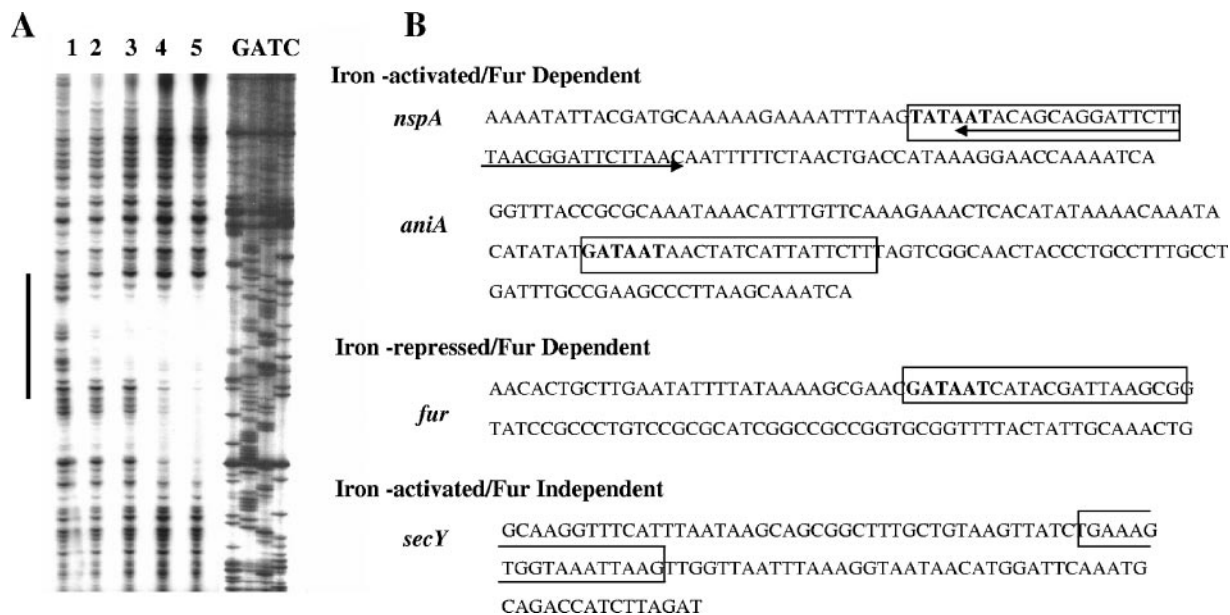 A
B
1 2 3 4 5 GATC
Iron -activated/Fur Dependent
nspA
AAAATATTACGATGCAAAAAGAAAATTTAAGTATAATACAGCAGGATTCTT
TAACGGATTCTTAACAATTTTTCTAACTGACCATAAAGGAACCAAAATCA
aniA
GGTTTACCGCGCAAATAAACATTTGTTCAAAGAAACTCACATATAAAACAAATA
CATATATGATAATAACTATCATTATTCTTTAGTCGGCAACTACCCTGCCTTTGCCT
GATTTGCCGAAGCCCTTAAGCAAATCA
Iron -repressed/Fur Dependent
fur
AACACTGCTTGAATATTTTATAAAAGCGAACGATAATCATACGATTAAGCGG
TATCCGCCCTGTCCGCGCATCGGCCGCCGGTGCGGTTTTACTATTGCAAACTG
Iron -activated/Fur Independent
secY
GCAAGGTTTCATTTAATAAGCAGCGGCTTTGCTGTAAGTTATCTGAAAG
TGGTAAATTAAGTTGGTTAATTTAAAGGTAATAACATGGATTCAAATG
CAGACCATCTTAGAT